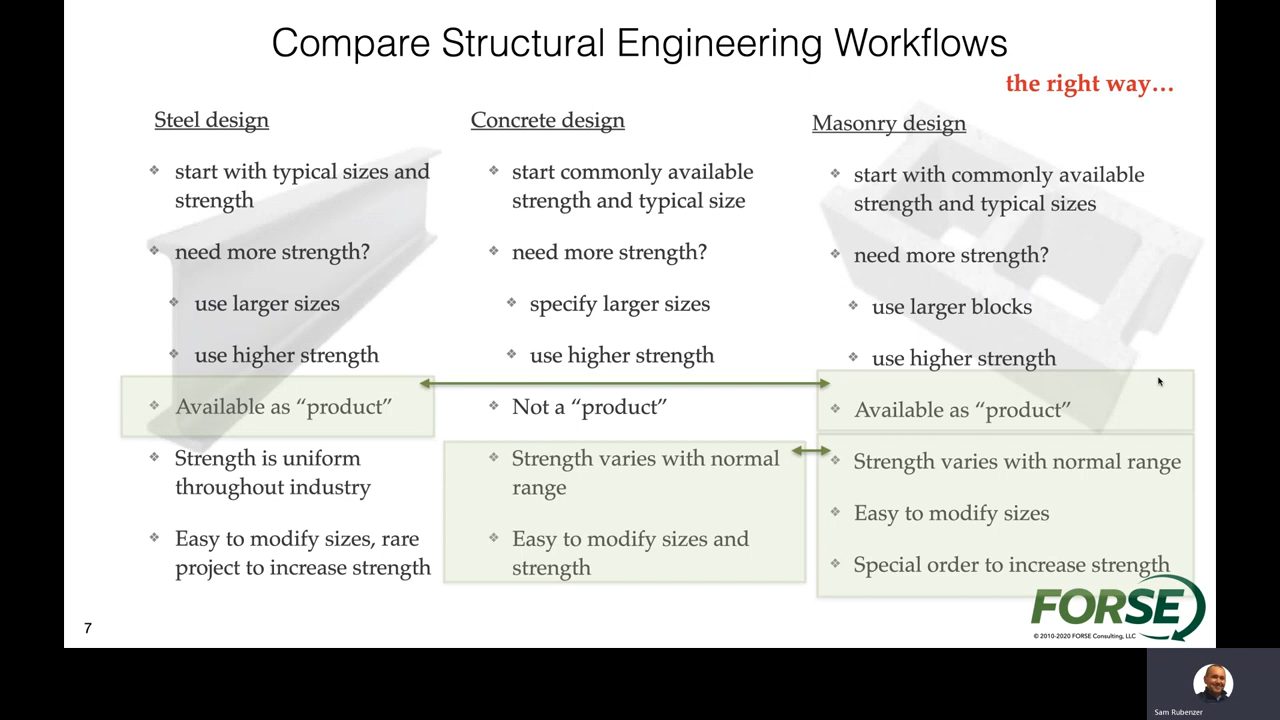 Compare Structural Engineering Workflows
the right way…
Steel design
start with typical sizes and
strength
need more strength?
use larger sizes
use higher strength
Available as “product”
Strength is uniform
throughout industry
Easy to modify sizes, rare
project to increase strength
Concrete design
start commonly available
strength and typical size
need more strength?
specify larger sizes
use higher strength
Not a “product”
Strength varies with normal
range
Easy to modify sizes and
strength
Masonry design
start with commonly available
strength and typical sizes
need more strength?
use larger blocks
use higher strength
Available as “product”
Strength varies with normal range
Easy to modify sizes
Special order to increase strength
FORSE
© 2010-2020 FORSE Consulting, LLC
7
Sam Rubenzer